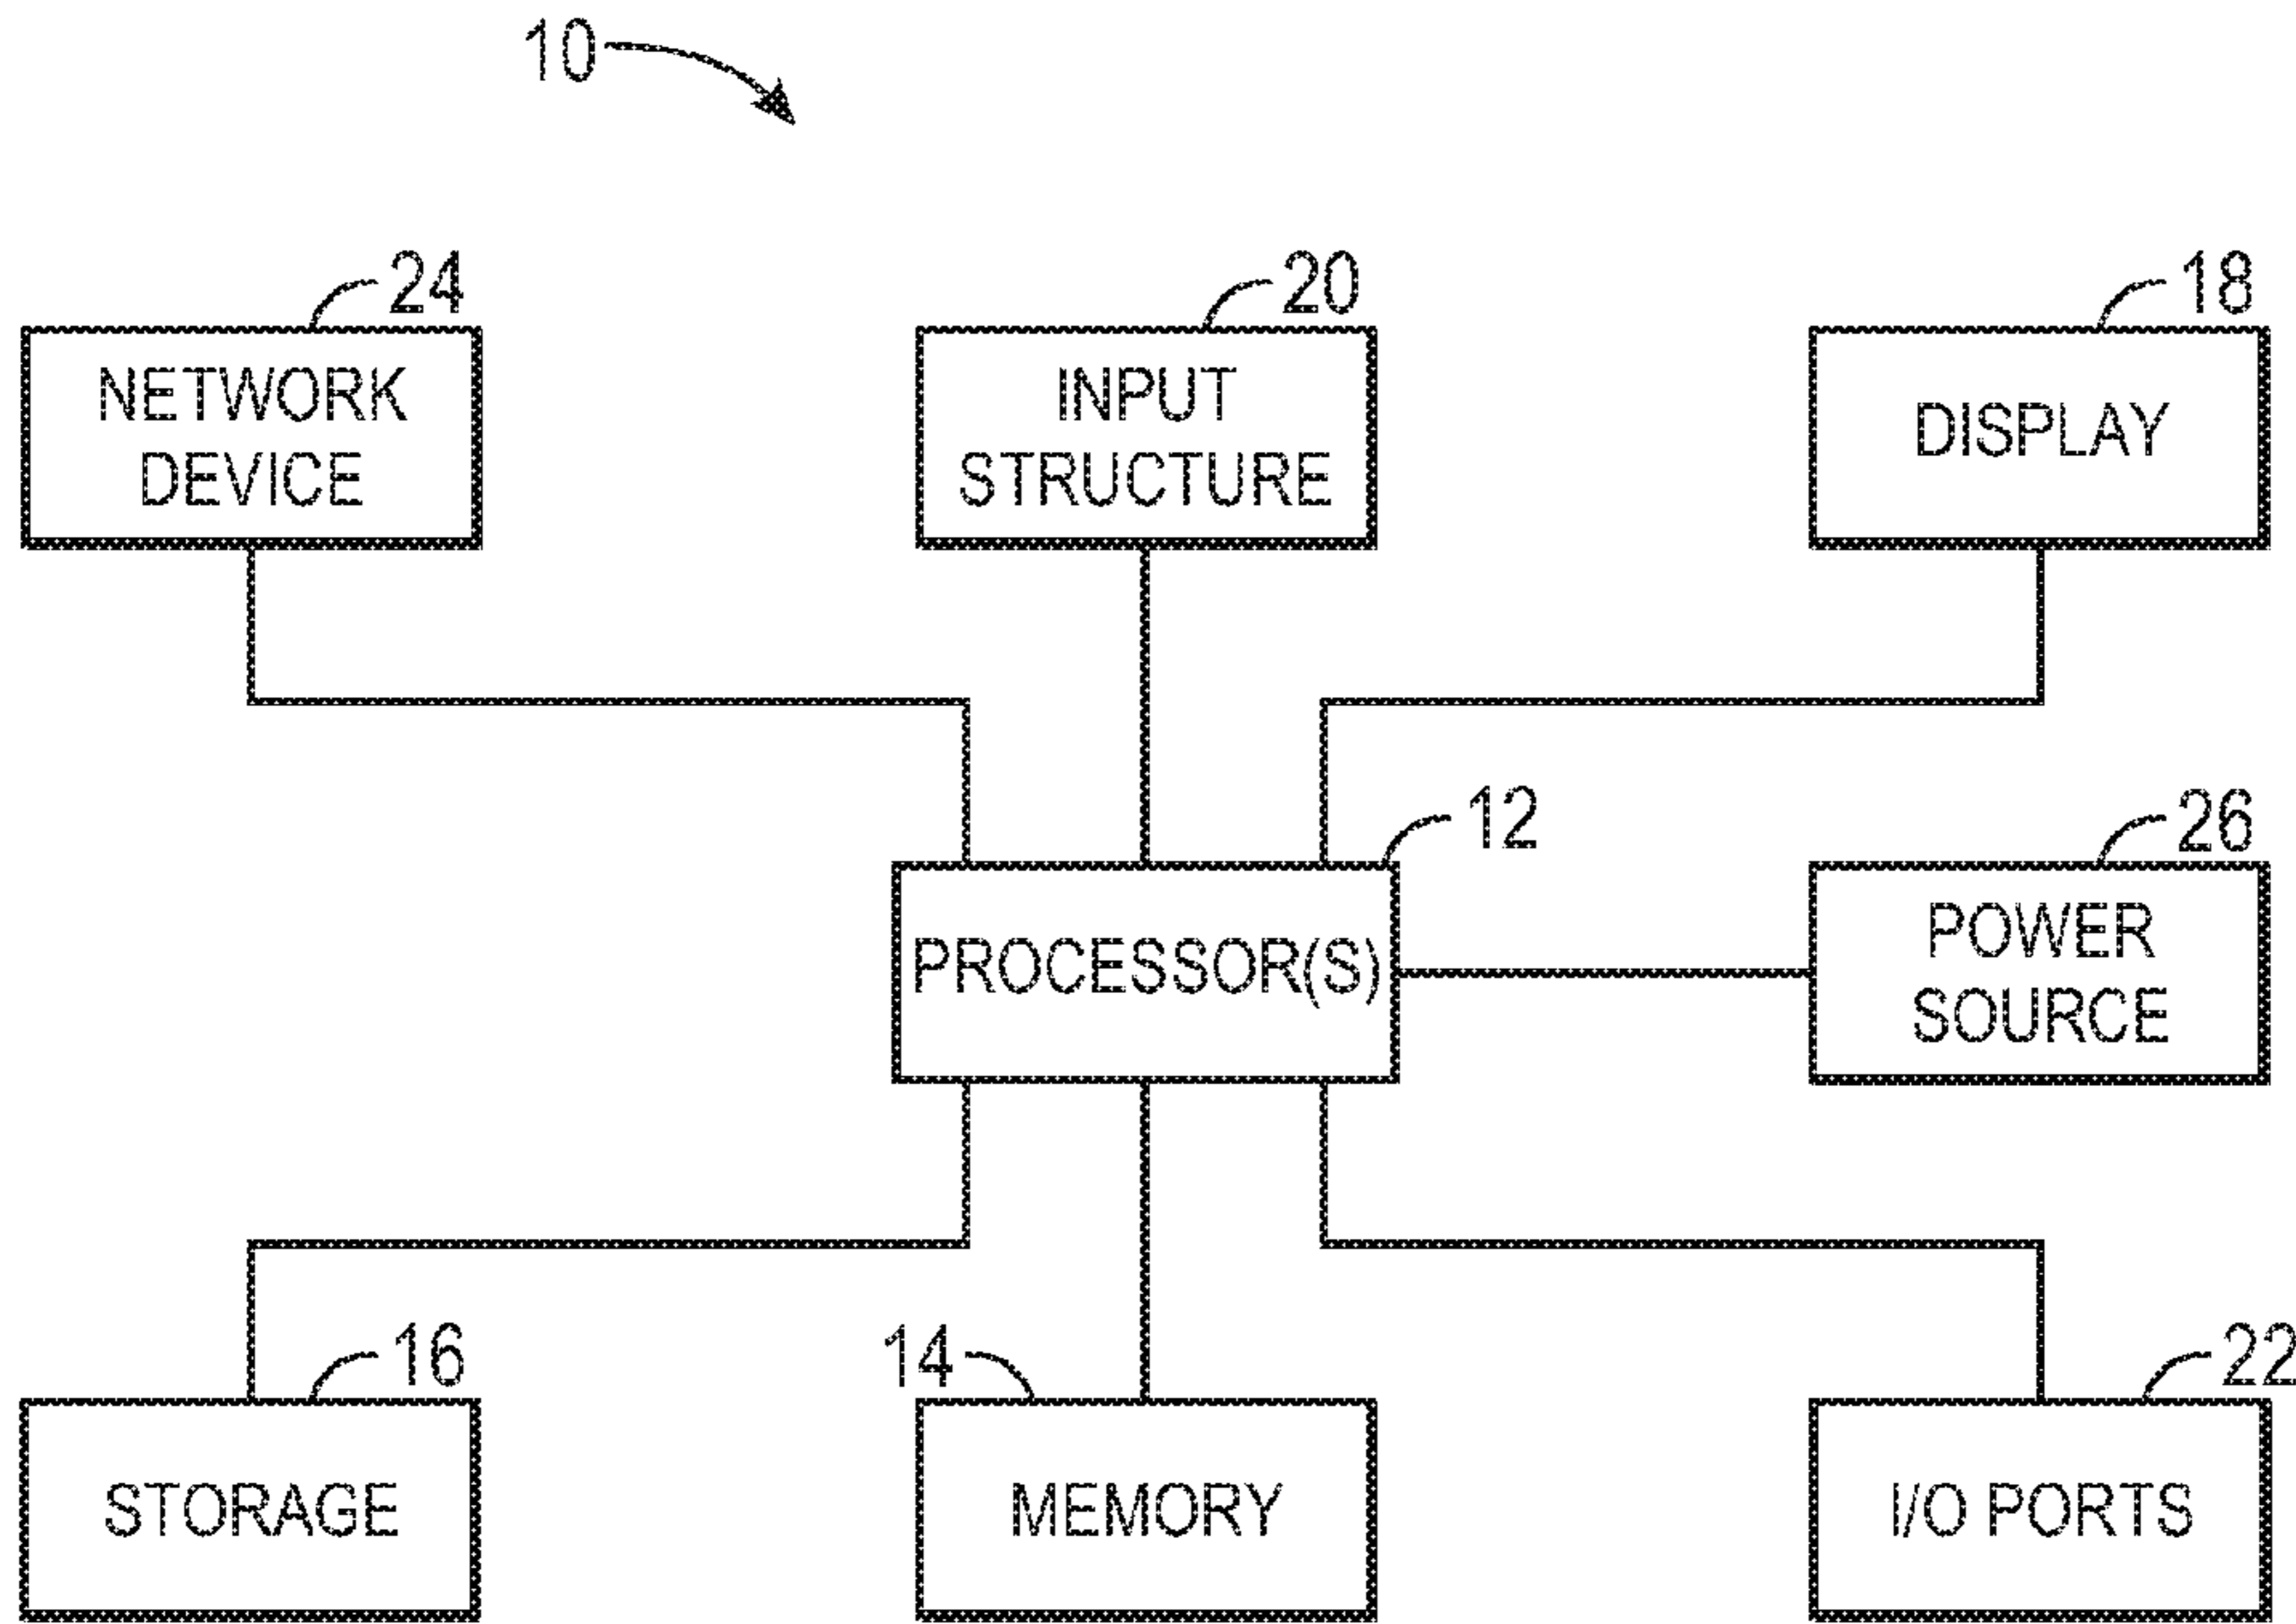 10
24
20
18
NETWORK
DEVICE
INPUT
STRUCTURE
DISPLAY
12
26
PROCESSOR(S)
POWER
SOURCE
16
14
22
STORAGE
MEMORY
I/O PORTS